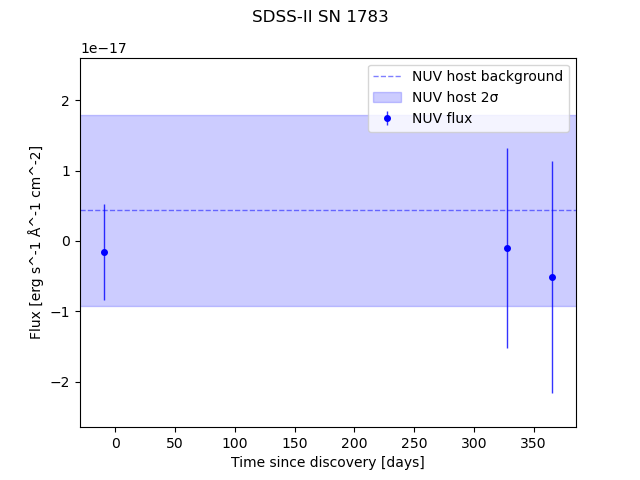 SDSS-II SN 1783
1e−17
NUV host background
NUV host 2σ
NUV flux
2
1
0
−1
−2
Flux [erg s^-1 Å^-1 cm^-2]
0 50 100 150 200 250 300 350
Time since discovery [days]